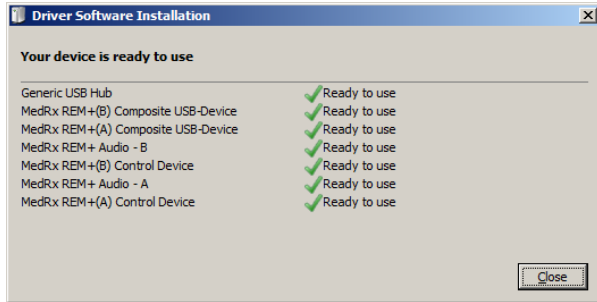 Driver Software Installation
Your device is ready to use
Generic USB Hub Ready to use
MedRx REM+(B) Composite USB-Device Ready to use
MedRx REM+(A) Composite USB-Device Ready to use
MedRx REM+ Audio - B Ready to use
MedRx REM+(B) Control Device Ready to use
MedRx REM+ Audio - A Ready to use
MedRx REM+(A) Control Device Ready to use
Close